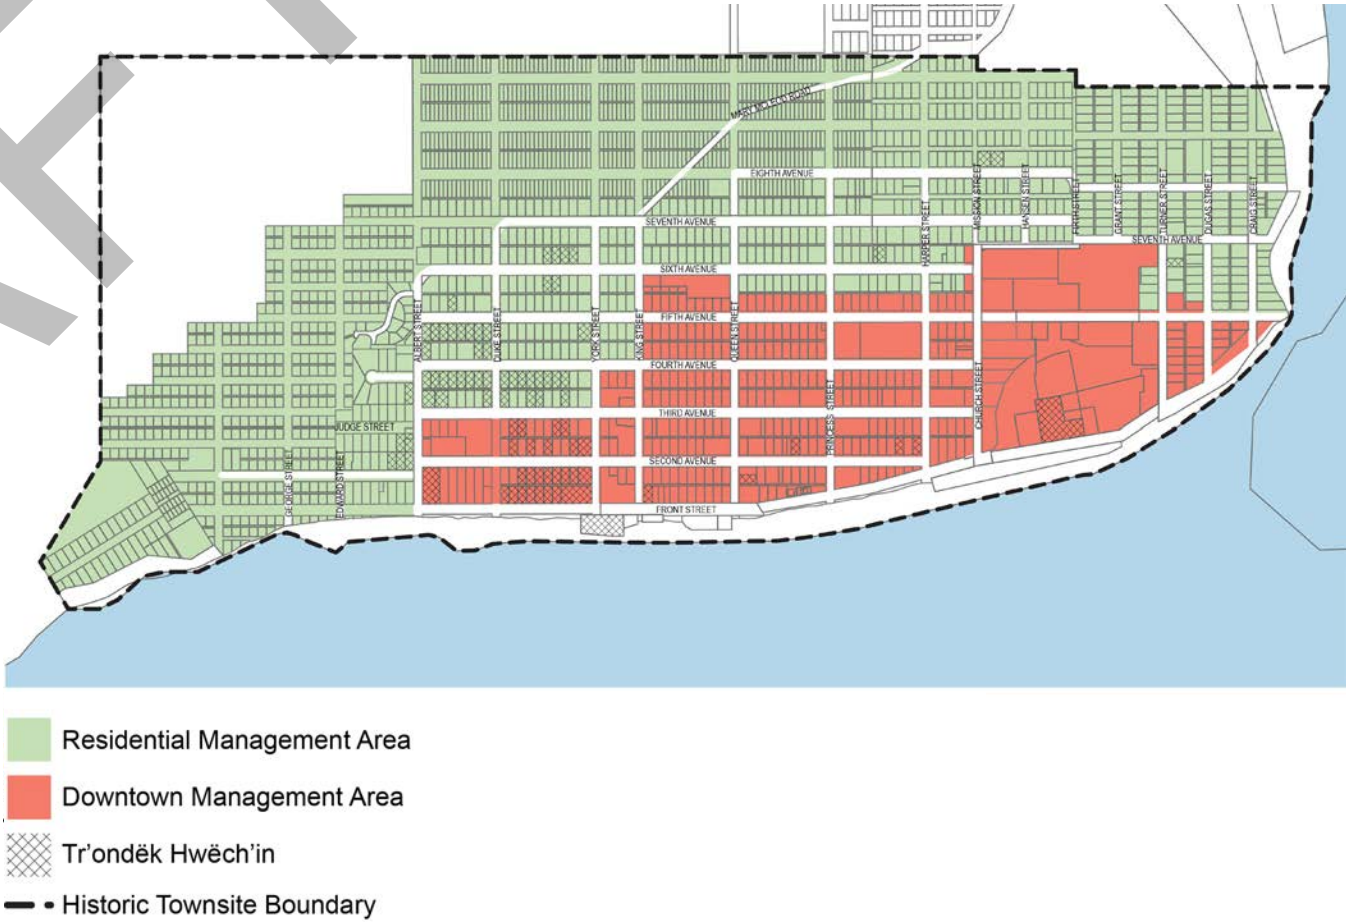 MARY MCLEOD ROAD
EIGHTH AVENUE
SEVENTH AVENUE
SEVENTH AVENUE
SIXTH AVENUE
FIFTH AVENUE
FOURTH AVENUE
THIRD AVENUE
SECOND AVENUE
FRONT STREET
JUDGE STREET
GEORGE STREET
EDWARD STREET
ALBERT STREET
DUKE STREET
YORK STREET
KING STREET
QUEEN STREET
PRINCESS STREET
HARPER STREET
CHURCH STREET
MISSION STREET
HANSEN STREET
FIFTH STREET
GRANT STREET
TURNER STREET
DUGAS STREET
CRAIG STREET
Residential Management Area
Downtown Management Area
Tr’ondëk Hwëch’in
Historic Townsite Boundary